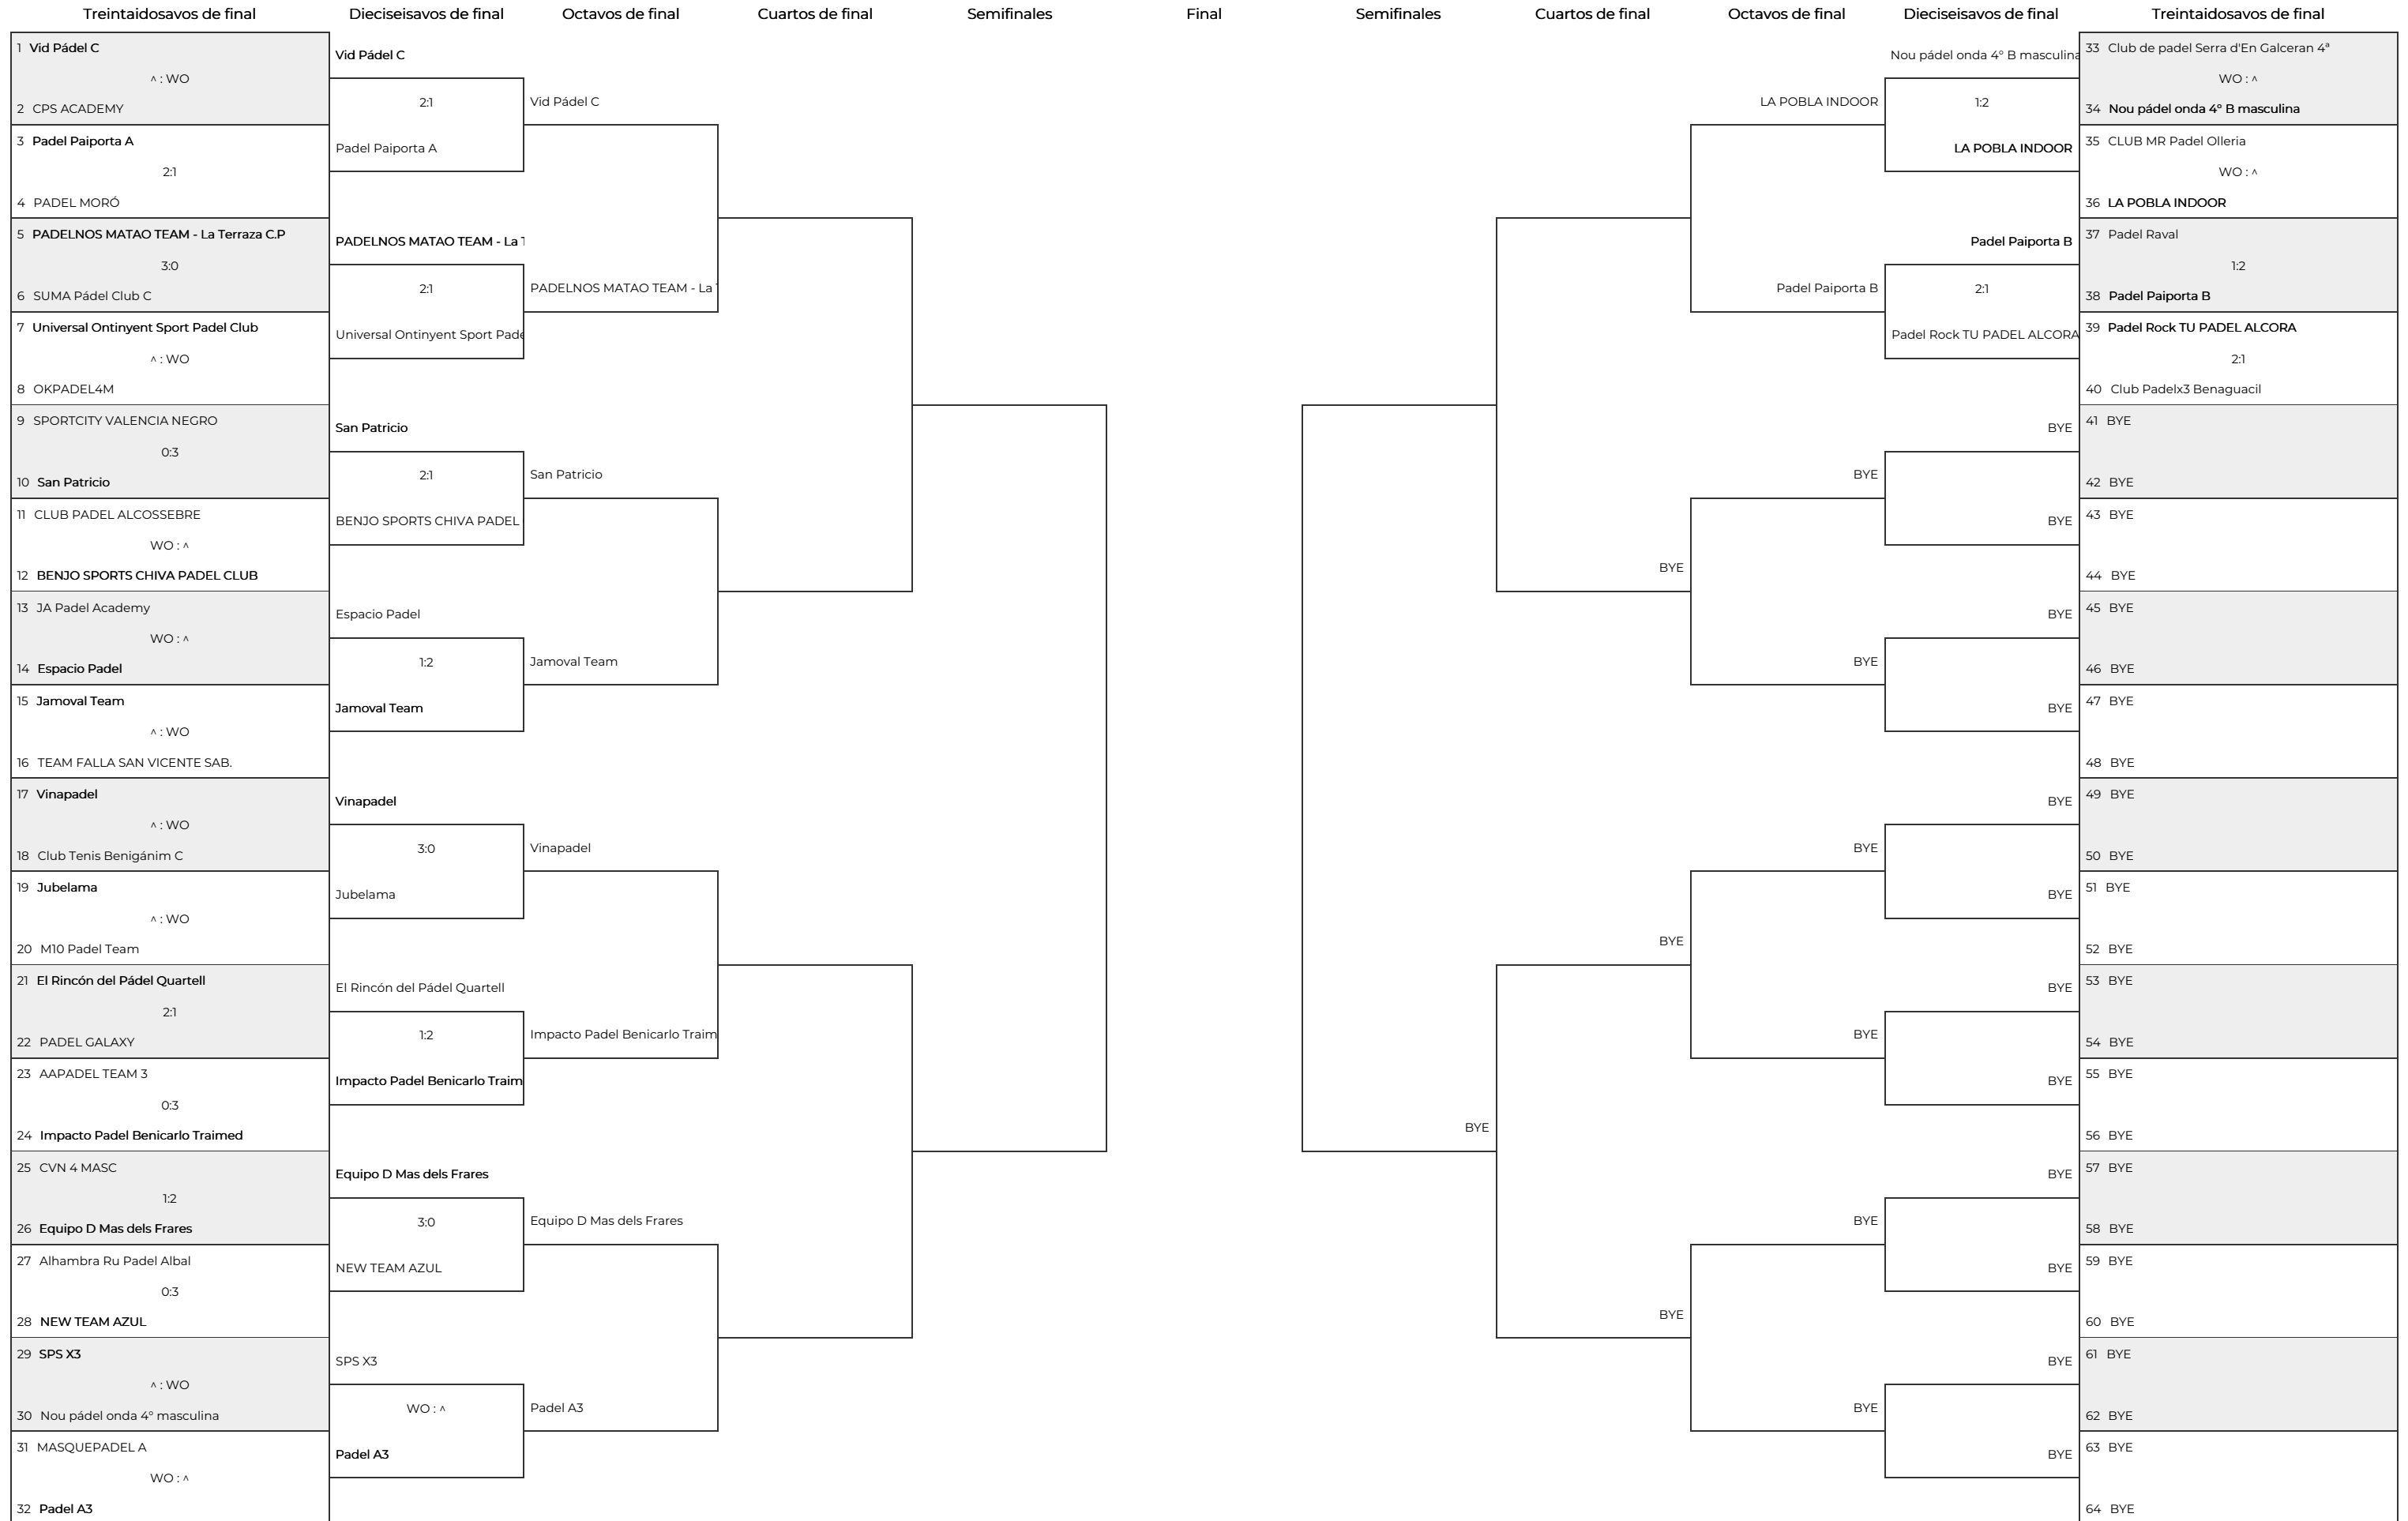 Treintaidosavos de final
Dieciseisavos de final
Octavos de final
Cuartos de final
Semifinales
Final
Semifinales
Cuartos de final
Octavos de final
Dieciseisavos de final
Treintaidosavos de final
1 Vid Pádel C
^ : WO
2 CPS ACADEMY
3 Padel Paiporta A
2:1
4 PADEL MORÓ
5 PADELNOS MATAO TEAM - La Terraza C.P
3:0
6 SUMA Pádel Club C
7 Universal Ontinyent Sport Padel Club
^ : WO
8 OKPADEL4M
9 SPORTCITY VALENCIA NEGRO
0:3
10 San Patricio
11 CLUB PADEL ALCOSSEBRE
WO : ^
12 BENJO SPORTS CHIVA PADEL CLUB
13 JA Padel Academy
WO : ^
14 Espacio Padel
15 Jamoval Team
^ : WO
16 TEAM FALLA SAN VICENTE SAB.
17 Vinapadel
^ : WO
18 Club Tenis Benigánim C
19 Jubelama
^ : WO
20 M10 Padel Team
21 El Rincón del Pádel Quartell
2:1
22 PADEL GALAXY
23 AAPADEL TEAM 3
0:3
24 Impacto Padel Benicarlo Traimed
25 CVN 4 MASC
1:2
26 Equipo D Mas dels Frares
27 Alhambra Ru Padel Albal
0:3
28 NEW TEAM AZUL
29 SPS X3
^ : WO
30 Nou pádel onda 4º masculina
31 MASQUEPADEL A
WO : ^
32 Padel A3
Vid Pádel C
2:1
Padel Paiporta A
PADELNOS MATAO TEAM - La T
2:1
Universal Ontinyent Sport Pade
San Patricio
2:1
BENJO SPORTS CHIVA PADEL
Espacio Padel
1:2
Jamoval Team
Vinapadel
3:0
Jubelama
El Rincón del Pádel Quartell
1:2
Impacto Padel Benicarlo Traim
Equipo D Mas dels Frares
3:0
NEW TEAM AZUL
SPS X3
WO : ^
Padel A3
Vid Pádel C
PADELNOS MATAO TEAM - La
San Patricio
Jamoval Team
Vinapadel
Impacto Padel Benicarlo Traim
Equipo D Mas dels Frares
Padel A3
BYE
BYE
BYE
BYE
BYE
LA POBLA INDOOR
Padel Paiporta B
BYE
BYE
BYE
BYE
BYE
BYE
Nou pádel onda 4º B masculina
1:2
LA POBLA INDOOR
Padel Paiporta B
2:1
Padel Rock TU PADEL ALCORA
BYE
BYE
BYE
BYE
BYE
BYE
BYE
BYE
BYE
BYE
BYE
BYE
33 Club de padel Serra d'En Galceran 4ª
WO : ^
34 Nou pádel onda 4º B masculina
35 CLUB MR Padel Olleria
WO : ^
36 LA POBLA INDOOR
37 Padel Raval
1:2
38 Padel Paiporta B
39 Padel Rock TU PADEL ALCORA
2:1
40 Club Padelx3 Benaguacil
41 BYE
42 BYE
43 BYE
44 BYE
45 BYE
46 BYE
47 BYE
48 BYE
49 BYE
50 BYE
51 BYE
52 BYE
53 BYE
54 BYE
55 BYE
56 BYE
57 BYE
58 BYE
59 BYE
60 BYE
61 BYE
62 BYE
63 BYE
64 BYE